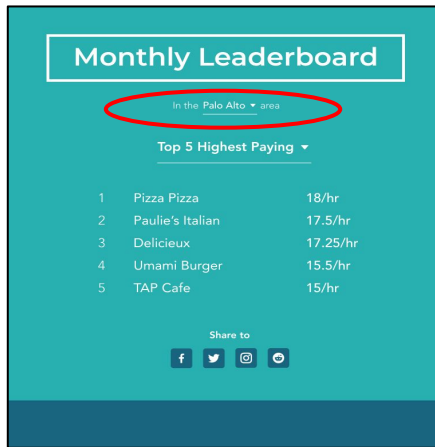 Monthly Leaderboard
In the Palo Alto area
Top 5 Highest Paying
1 Pizza Pizza 18/hr
2 Paulie's Italian 17.5/hr
3 Delicieux 17.25/hr
4 Umami Burger 15.5/hr
5 TAP Cafe 15/hr
Share to